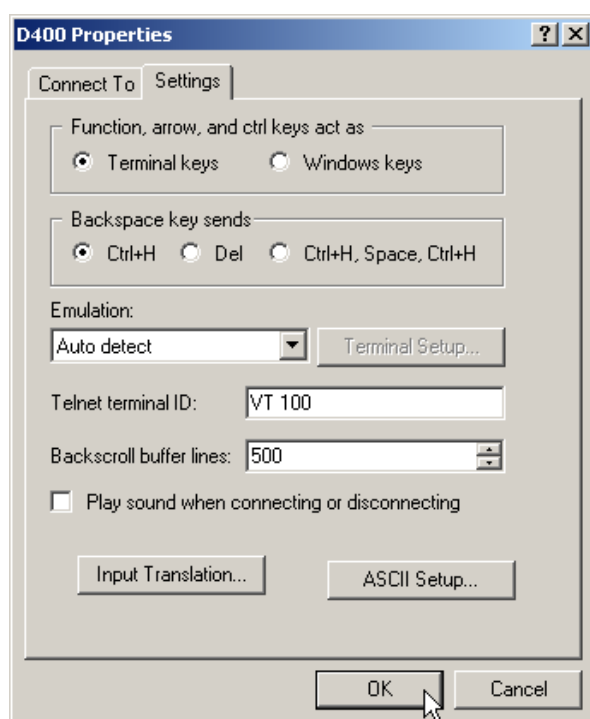 D400 Properties
Connect To Settings
Function, arrow, and ctrl keys act as
Terminal keys Windows keys
Backspace key sends
Ctrl+H Del Ctrl+H, Space, Ctrl+H
Emulation:
Auto detect Terminal Setup...
Telnet terminal ID: VT 100
Backscroll buffer lines: 500
Play sound when connecting or disconnecting
Input Translation... ASCII Setup...
OK Cancel